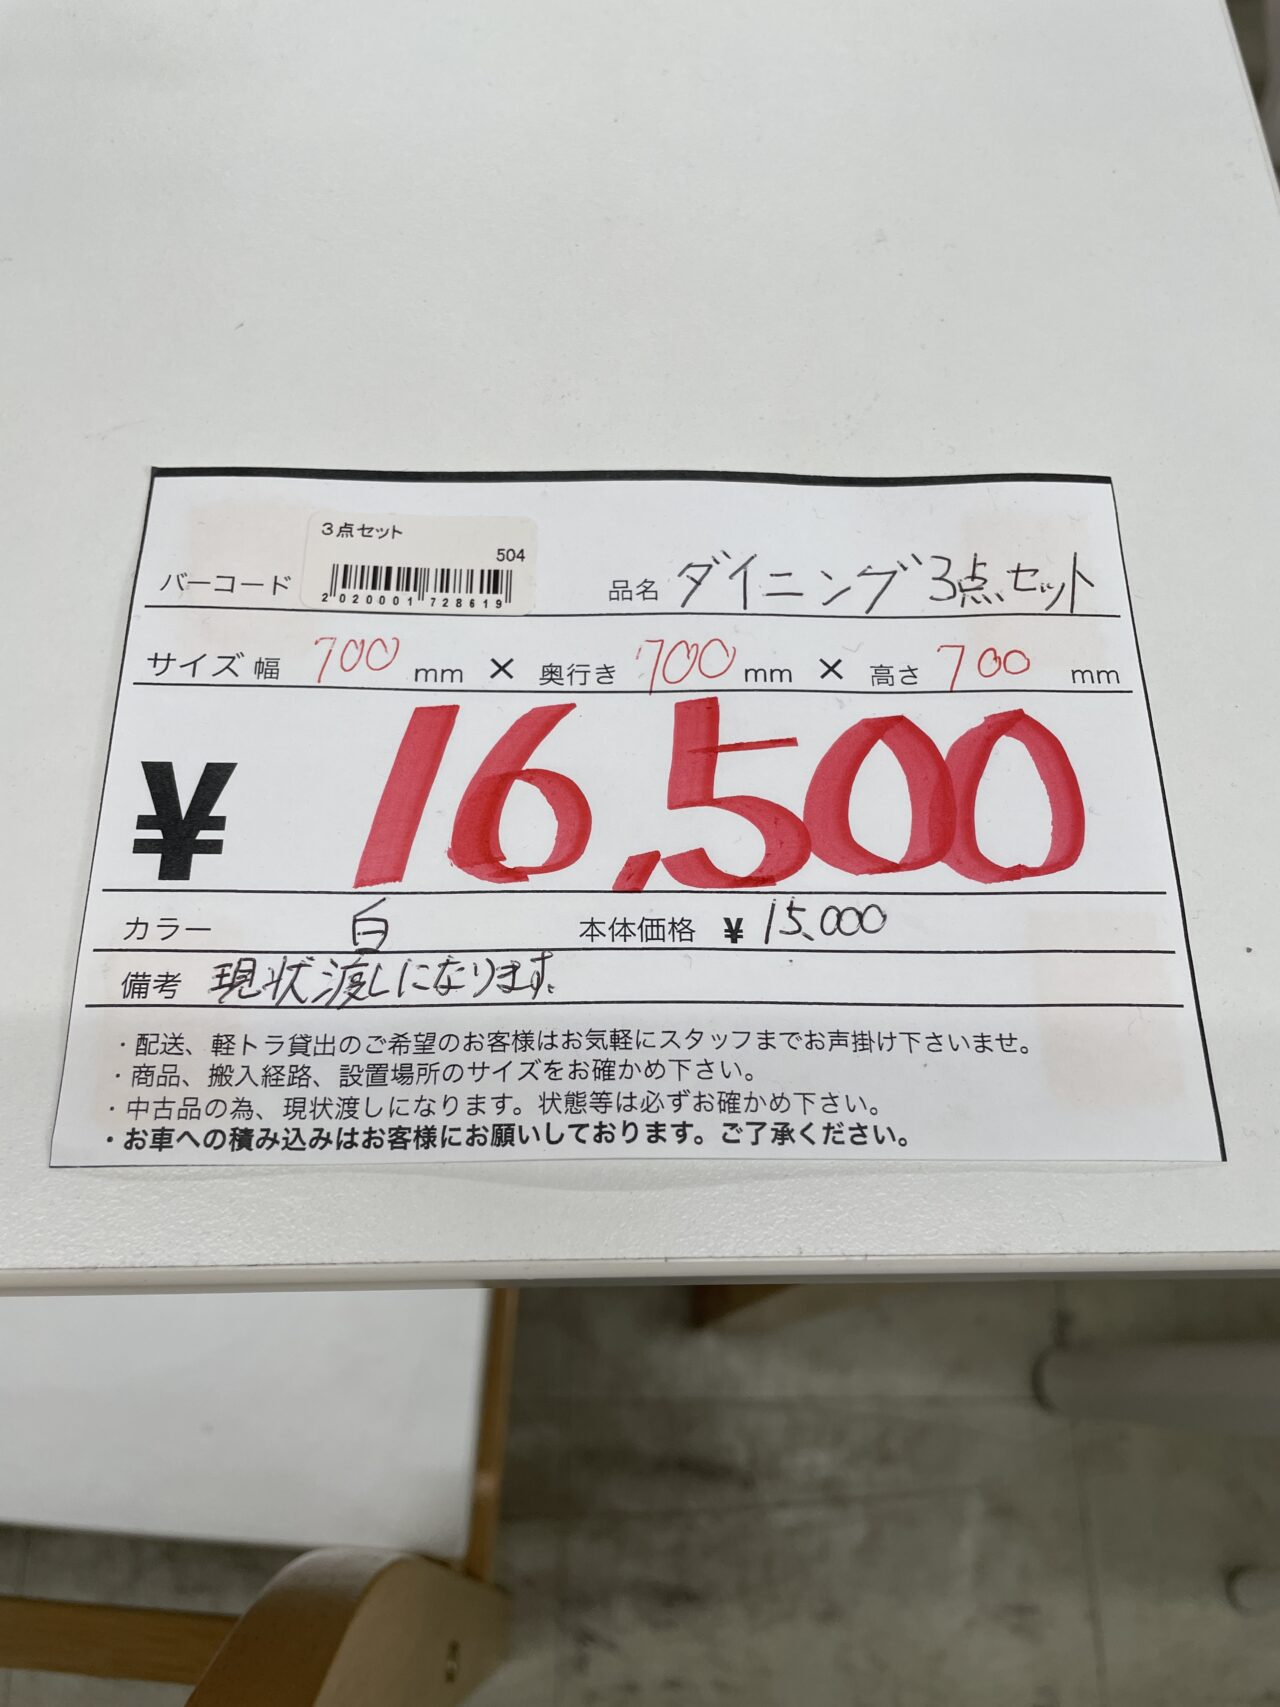 3点セット
504
バーコード 2 020001 728619 品名 ダイニング3点セット
サイズ 幅 700 mm × 奥行き 700 mm × 高さ 700 mm
¥ 16,500
カラー 白 本体価格 ¥ 15,000
備考 現状渡しになります。
・配送、軽トラ貸出のご希望のお客様はお気軽にスタッフまでお声掛け下さいませ。
・商品、搬入経路、設置場所のサイズをお確かめ下さい。
・中古品の為、現状渡しになります。状態等は必ずお確かめ下さい。
・お車への積み込みはお客様にお願いしております。ご了承ください。